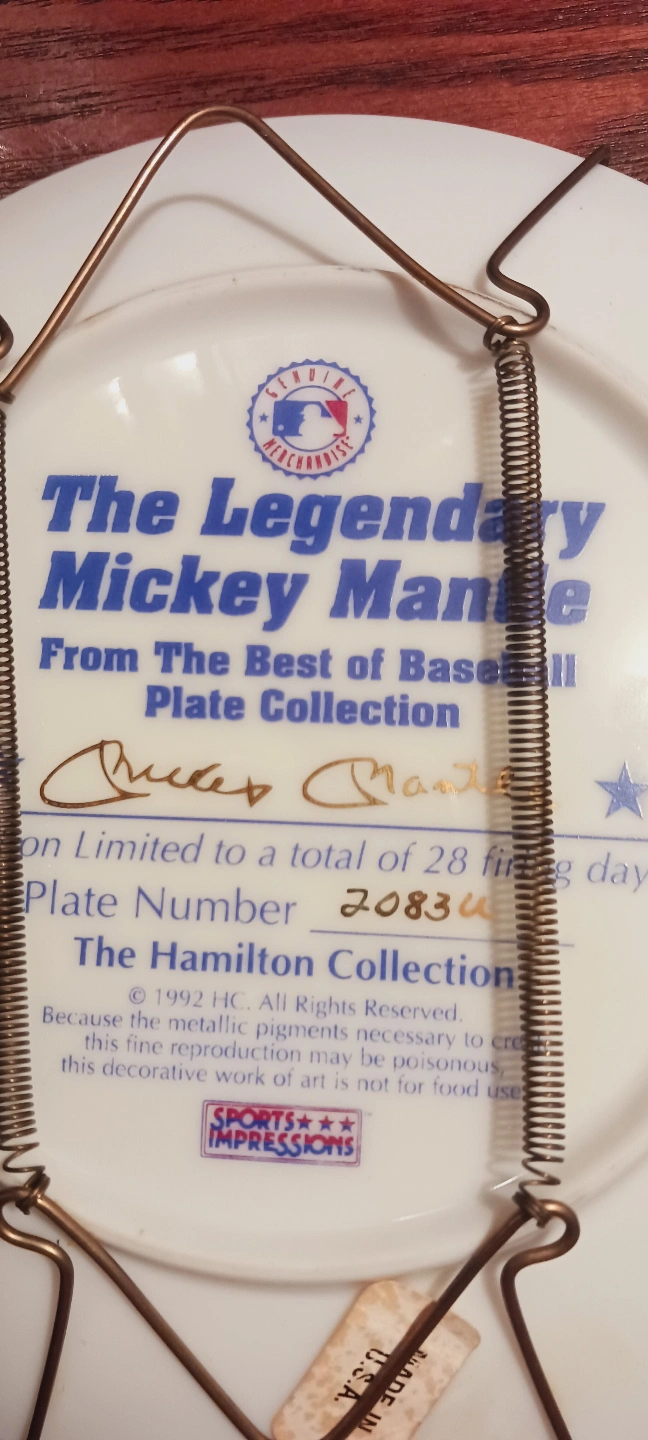 GENUINE
MERCHANDISE
The Legendary
Mickey Mantle
From The Best of Baseball
Plate Collection
Mickey Mantle
on Limited to a total of 28 firing day
Plate Number 2083U
The Hamilton Collection
© 1992 HC. All Rights Reserved.
Because the metallic pigments necessary to create
this fine reproduction may be poisonous,
this decorative work of art is not for food use.
SPORTS
IMPRESSIONS
MADE IN
U.S.A.